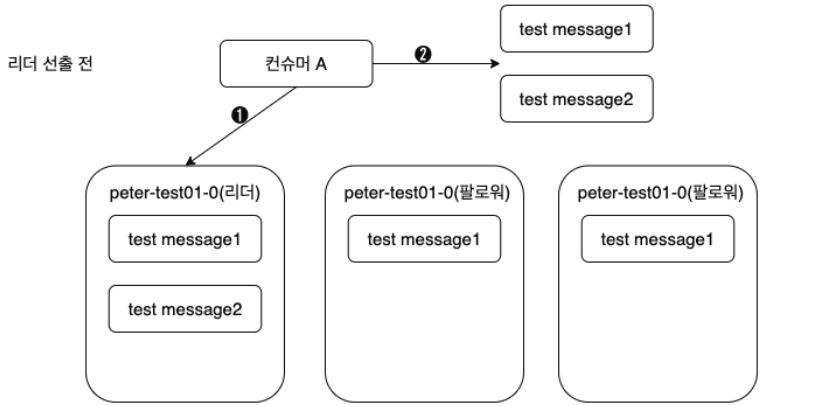 리더 선출 전
컨슈머 A
❶
❷
test message1
test message2
peter-test01-0(리더)
test message1
test message2
peter-test01-0(팔로워)
test message1
peter-test01-0(팔로워)
test message1